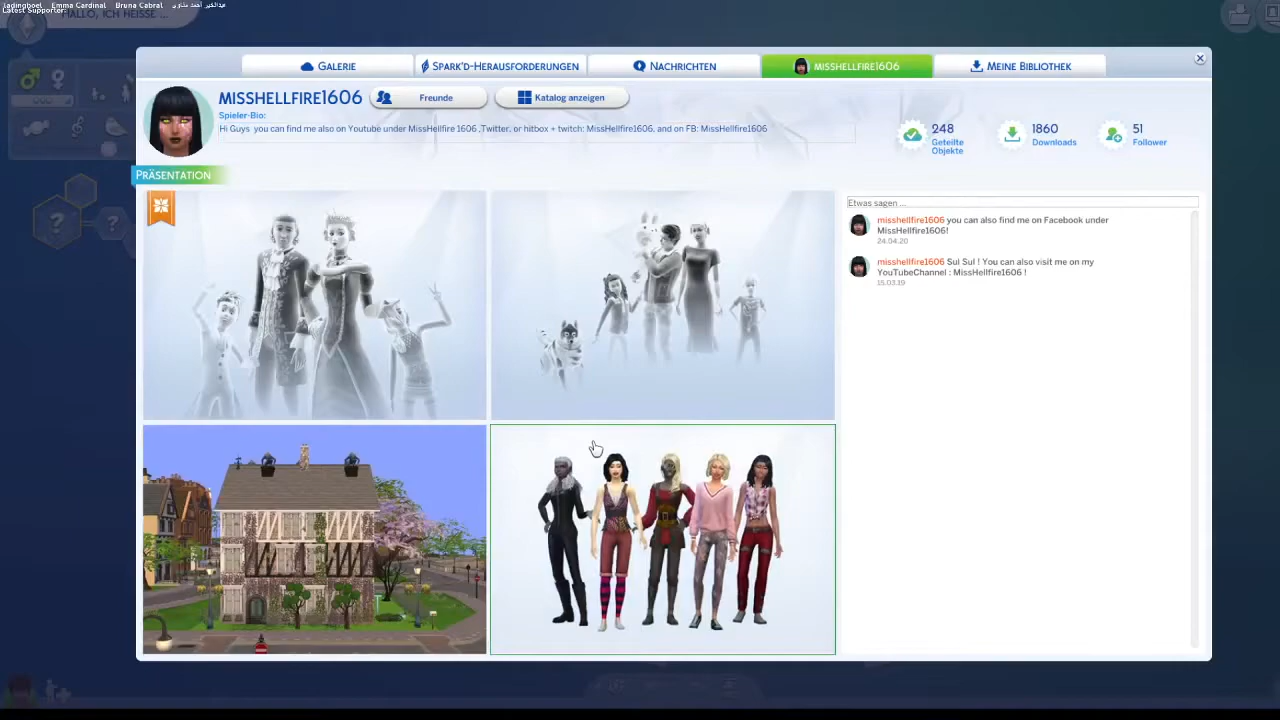 Jadingboel Emma Cardinal Bruna Cabral عبدالخير أحمد متاوى
Latest Supporter:
HALLO, ICH HEISSE ...
GALERIE
SPARK'D-HERAUSFORDERUNGEN
NACHRICHTEN
MISSHELLFIRE1606
MEINE BIBLIOTHEK
MISSHELLFIRE1606
Freunde
Katalog anzeigen
Spieler-Bio:
Hi Guys you can find me also on Youtube under MissHellfire 1606 ,Twitter, or hitbox + twitch: MissHellfire1606, and on FB: MissHellfire1606
248
Geteilte
Objekte
1860
Downloads
51
Follower
PRÄSENTATION
Etwas sagen ...
misshellfire1606 you can also find me on Facebook under
MissHellfire1606!
24.04.20
misshellfire1606 Sul Sul ! You can also visit me on my
YouTubeChannel : MissHellfire1606 !
15.03.19
?
?